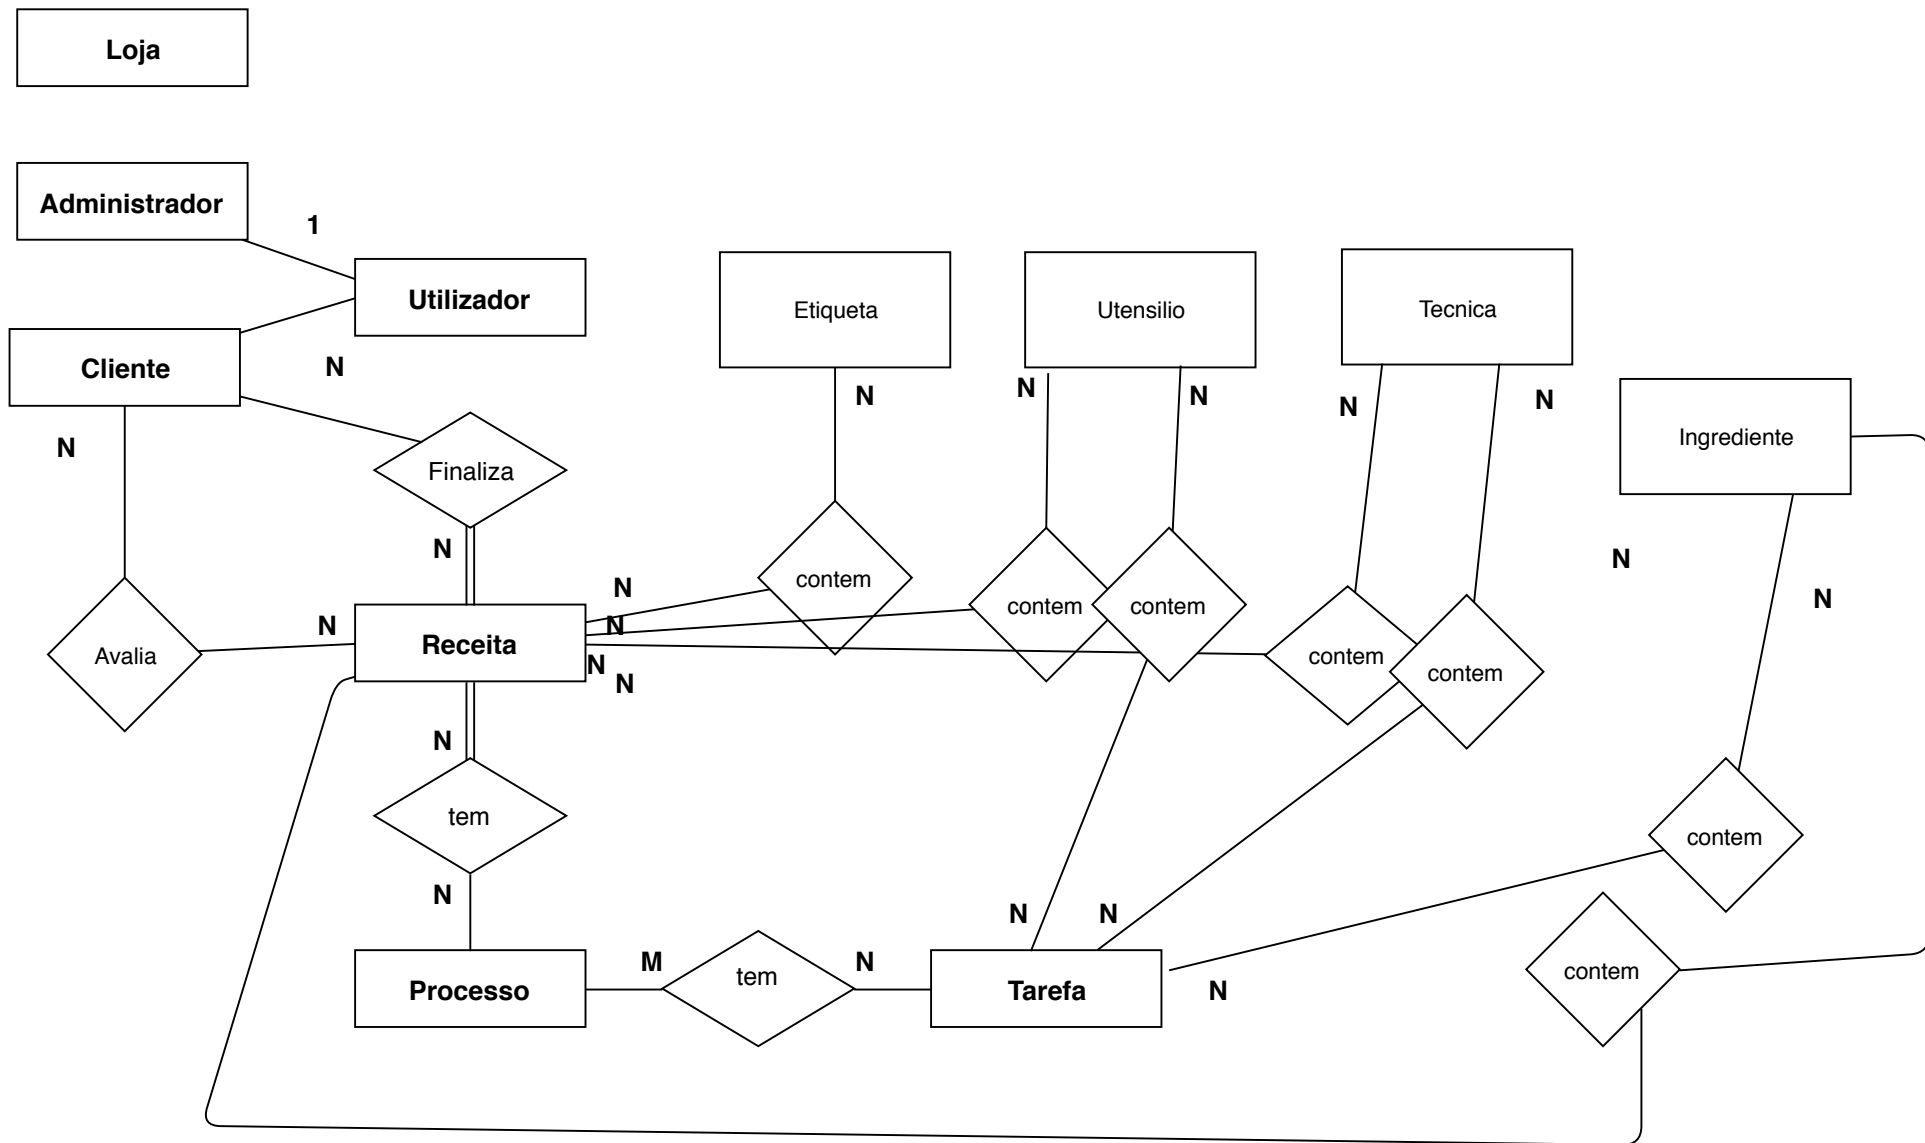 Loja
Administrador
1
Utilizador
Cliente
N
N
Etiqueta
Utensilio
Tecnica
Ingrediente
N
N
N
N
N
Finaliza
N
N
N
contem
contem
contem
contem
contem
N
N
N
Avalia
N
Receita
N
N
N
tem
contem
N
N
N
Processo
M
tem
N
Tarefa
N
contem